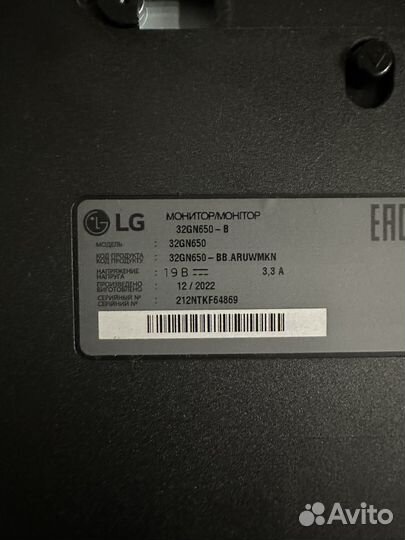 LG
МОНИТОР/МОНІТОР
32GN650-B
МОДЕЛЬ : 32GN650
КОД ПРОДУКТА
КОД ПРОДУКТУ : 32GN650-BB.ARUWMKN
НАПРЯЖЕНИЕ
НАПРУГА : 19 В 3,3 A
ПРОИЗВЕДЕНО
ВИГОТОВЛЕНО : 12/2022
СЕРИЙНЫЙ №
СЕРІЙНИЙ № : 212NTKF64869
EAC
Avito